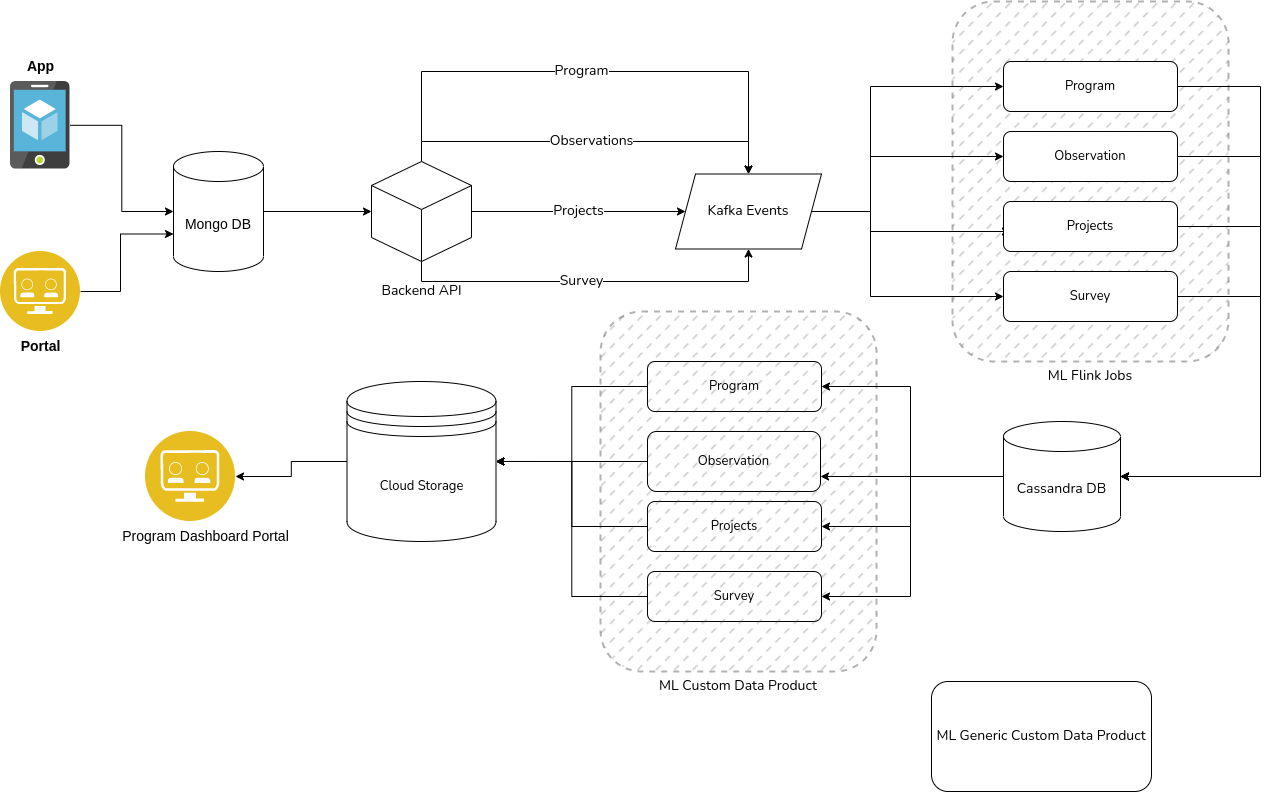 App
Portal
Mongo DB
Backend API
Program
Observations
Projects
Survey
Kafka Events
Program
Observation
Projects
Survey
ML Flink Jobs
Cassandra DB
Program
Observation
Projects
Survey
ML Custom Data Product
Cloud Storage
Program Dashboard Portal
ML Generic Custom Data Product